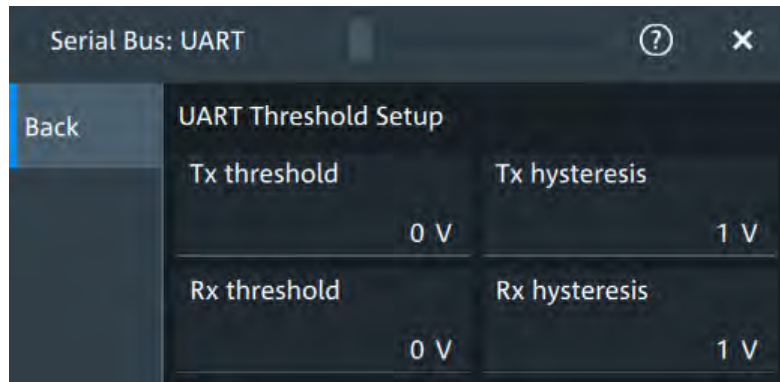 Serial Bus: UART ? ×
Back
UART Threshold Setup
Tx threshold Tx hysteresis
0 V 1 V
Rx threshold Rx hysteresis
0 V 1 V